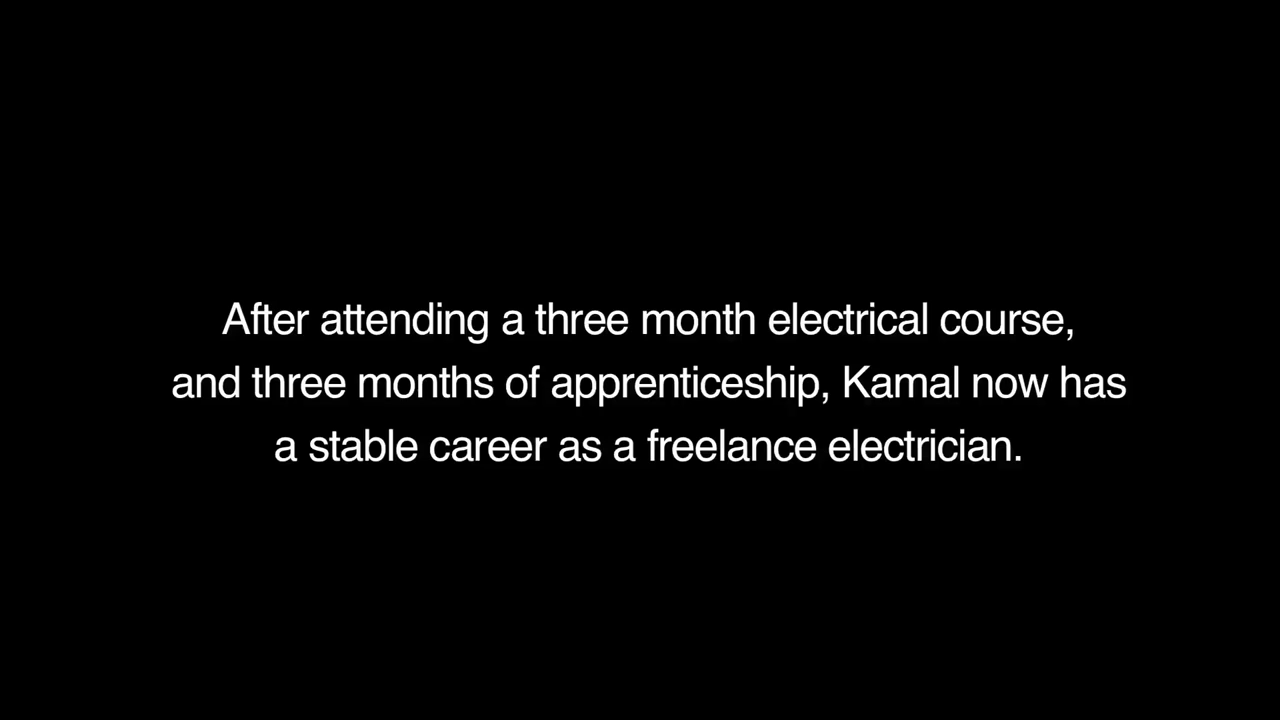 After attending a three month electrical course,
and three months of apprenticeship, Kamal now has
a stable career as a freelance electrician.